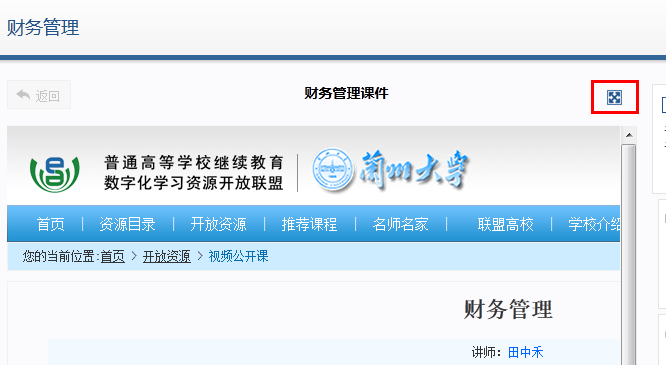 财务管理
返回
财务管理课件
普通高等学校继续教育
数字化学习资源开放联盟
兰州大学
首页 | 资源目录 | 开放资源 | 推荐课程 | 名师名家 | 联盟高校 | 学校介绍
您的当前位置:首页 > 开放资源 > 视频公开课
财务管理
讲师：田中禾